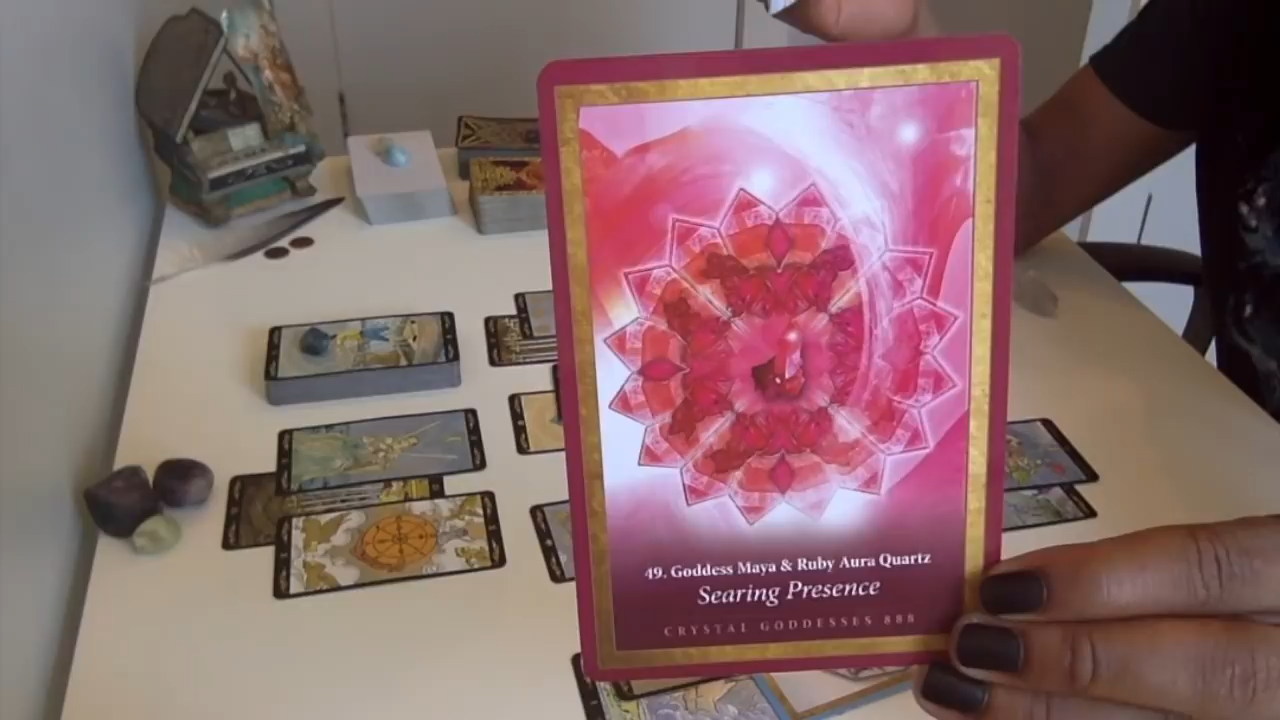 49. Goddess Maya & Ruby Aura Quartz
Searing Presence
CRYSTAL GODDESSES 888